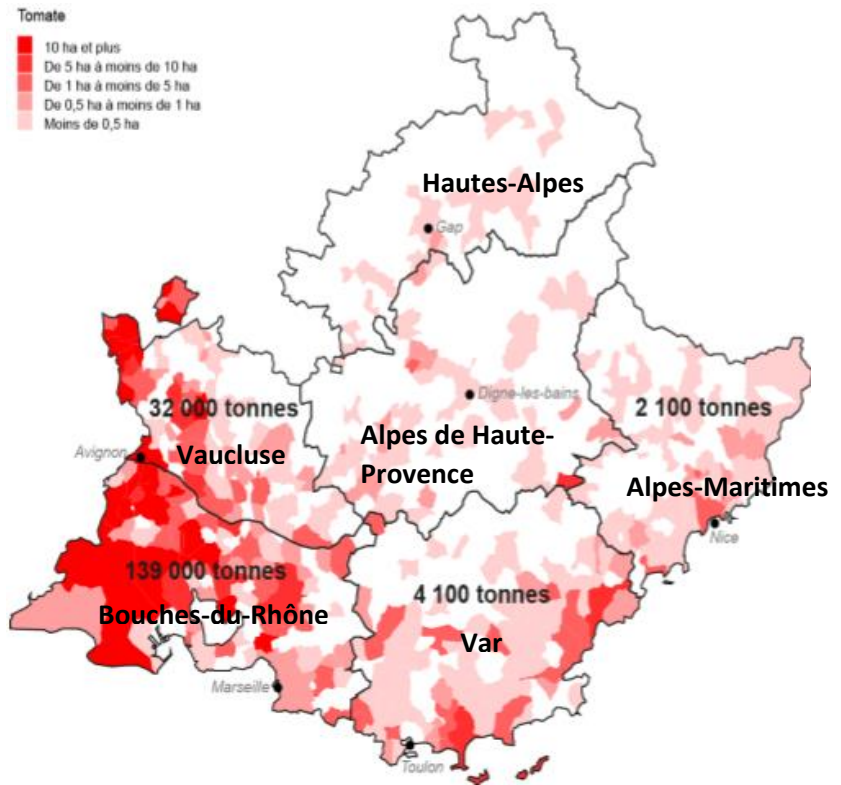 Tomate
10 ha et plus
De 5 ha à moins de 10 ha
De 1 ha à moins de 5 ha
De 0,5 ha à moins de 1 ha
Moins de 0,5 ha
Hautes-Alpes
Gap
32 000 tonnes
Vaucluse
Avignon
Digne-les-bains
Alpes de Haute-
Provence
2 100 tonnes
Alpes-Maritimes
Nice
139 000 tonnes
Bouches-du-Rhône
Marseille
4 100 tonnes
Var
Toulon